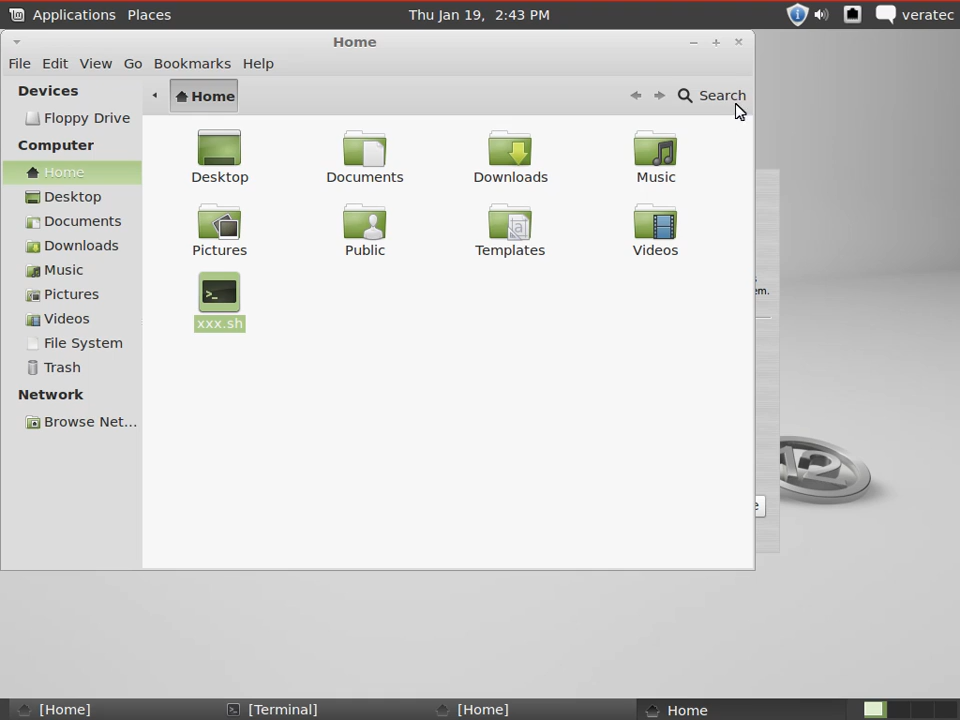 Applications Places Thu Jan 19, 2:43 PM veratec
Home
File Edit View Go Bookmarks Help
Devices
Home Search
Floppy Drive
Computer
Home
Desktop
Documents
Downloads
Music
Pictures
Videos
File System
Trash
Network
Browse Net...
Desktop Documents Downloads Music
Pictures Public Templates Videos
xxx.sh
em.
12
[Home] [Terminal] [Home] Home